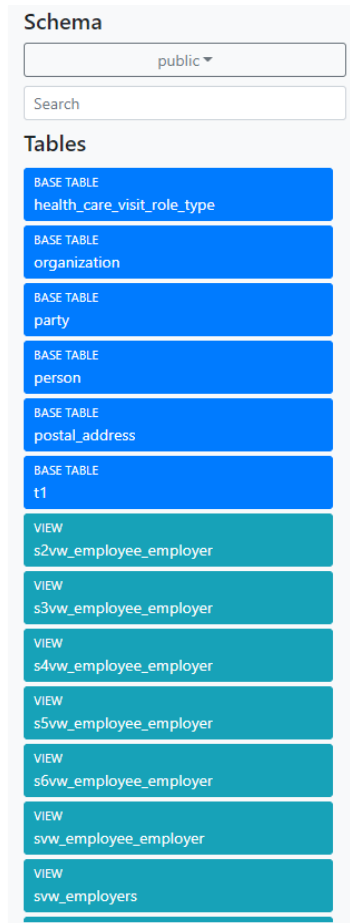 Schema
public
Search
Tables
BASE TABLE
health_care_visit_role_type
BASE TABLE
organization
BASE TABLE
party
BASE TABLE
person
BASE TABLE
postal_address
BASE TABLE
t1
VIEW
s2vw_employee_employer
VIEW
s3vw_employee_employer
VIEW
s4vw_employee_employer
VIEW
s5vw_employee_employer
VIEW
s6vw_employee_employer
VIEW
svw_employee_employer
VIEW
svw_employers